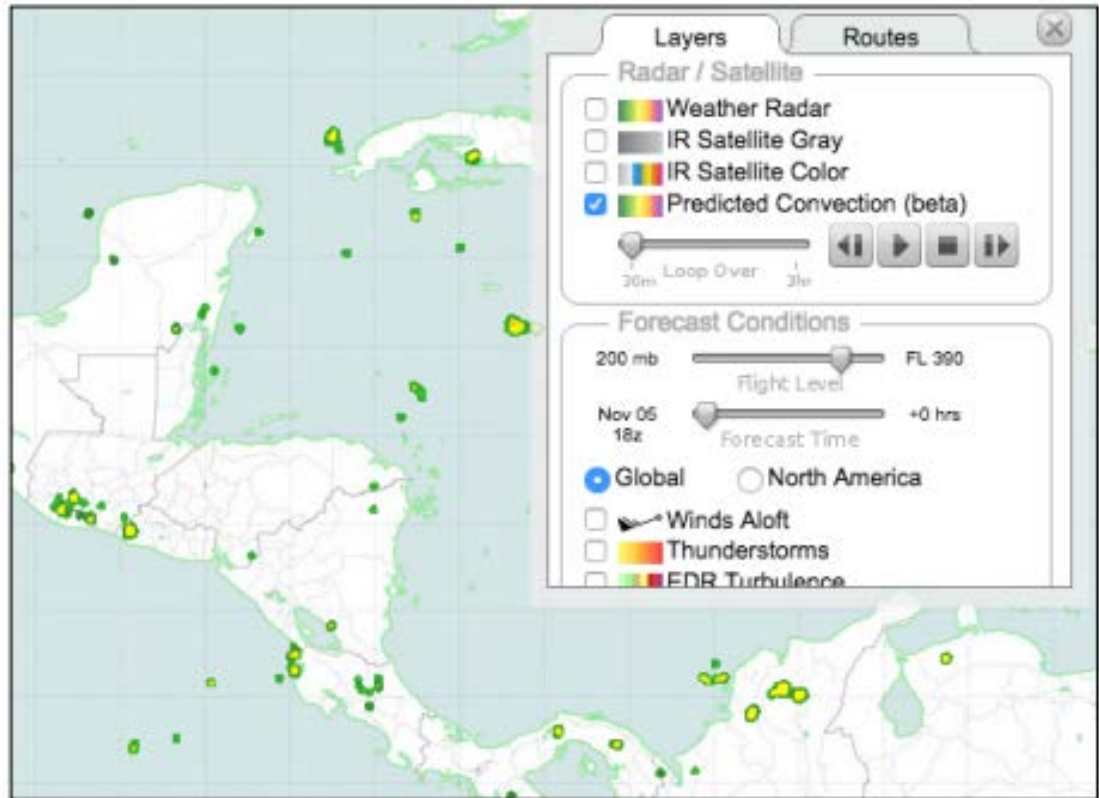 Layers Routes
Radar / Satellite
Weather Radar
IR Satellite Gray
IR Satellite Color
Predicted Convection (beta)
30m Loop Over 3hr
Forecast Conditions
200 mb FL 390
Flight Level
Nov 05 +0 hrs
18z Forecast Time
Global North America
Winds Aloft
Thunderstorms
EDR Turbulence